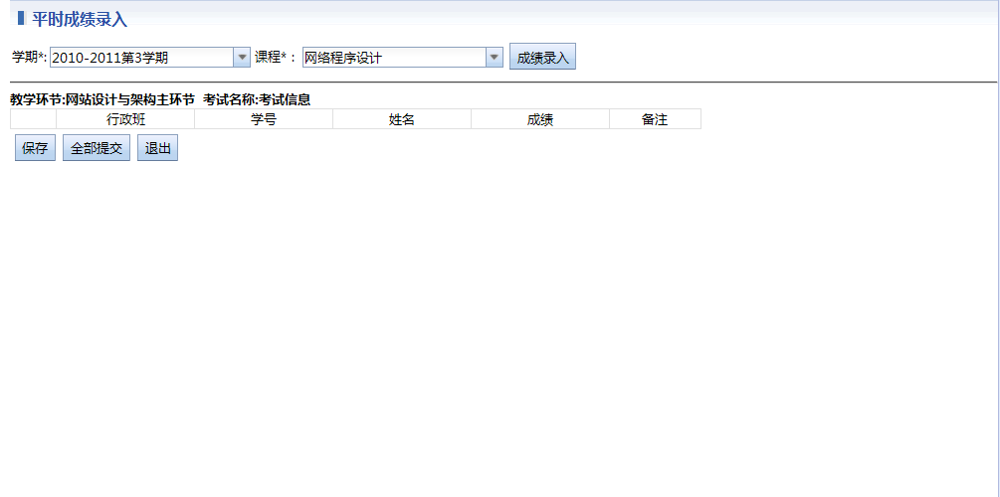 平时成绩录入
学期*: 2010-2011第3学期 课程*： 网络程序设计 成绩录入
教学环节:网站设计与架构主环节 考试名称:考试信息
行政班 学号 姓名 成绩 备注
保存 全部提交 退出